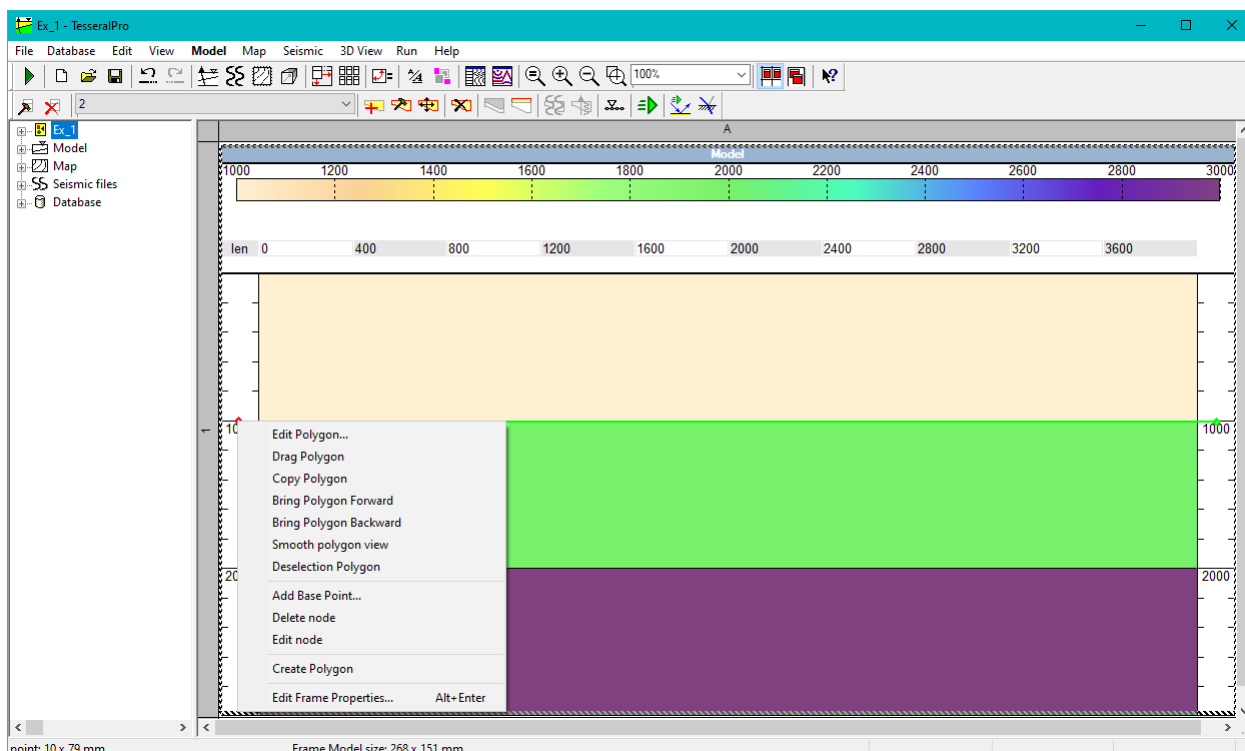 Ex_1 - TesseralPro
File Database Edit View Model Map Seismic 3D View Run Help
100%
2
Ex_1
Model
Map
Seismic files
Database
A
Model
1000 1200 1400 1600 1800 2000 2200 2400 2600 2800 3000
len 0 400 800 1200 1600 2000 2400 2800 3200 3600
1
10
1000
Edit Polygon...
Drag Polygon
Copy Polygon
Bring Polygon Forward
Bring Polygon Backward
Smooth polygon view
Deselection Polygon
20
2000
Add Base Point...
Delete node
Edit node
Create Polygon
Edit Frame Properties... Alt+Enter
point: 10 x 79 mm Frame Model size: 268 x 151 mm